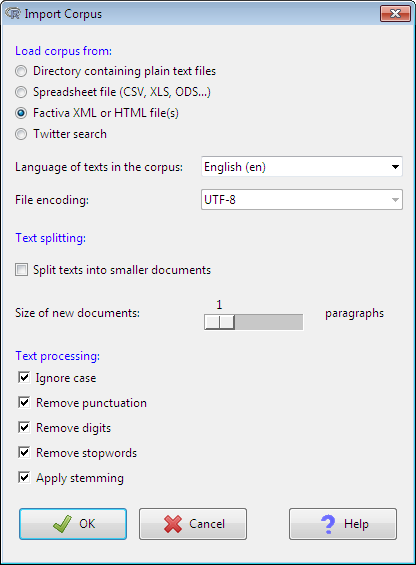 Import Corpus
Load corpus from:
Directory containing plain text files
Spreadsheet file (CSV, XLS, ODS...)
Factiva XML or HTML file(s)
Twitter search
Language of texts in the corpus: English (en)
File encoding: UTF-8
Text splitting:
Split texts into smaller documents
1
Size of new documents: paragraphs
Text processing:
Ignore case
Remove punctuation
Remove digits
Remove stopwords
Apply stemming
OK Cancel Help